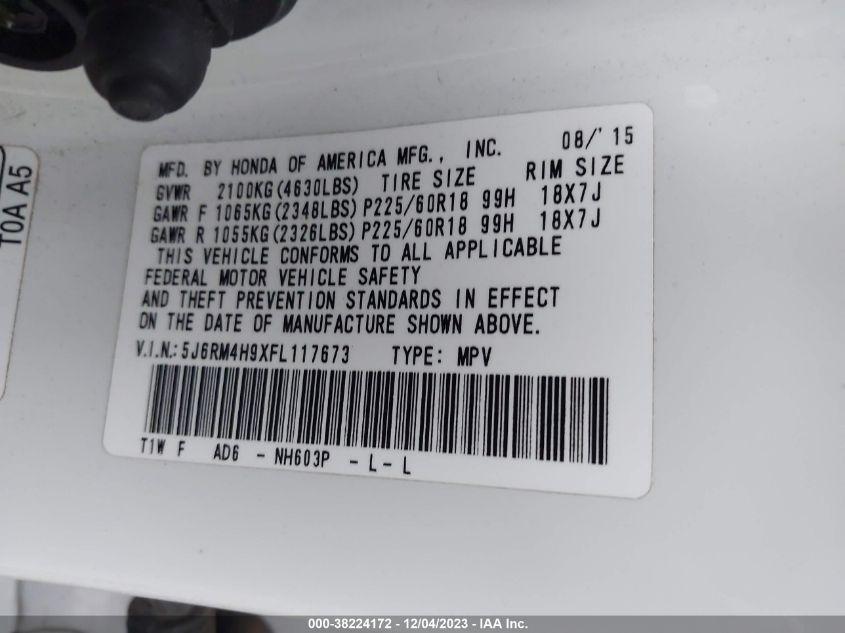 08/'15
MFD. BY HONDA OF AMERICA MFG., INC.
GVWR 2100KG(4630LBS) TIRE SIZE RIM SIZE
GAWR F 1065KG(2348LBS) P225/60R18 99H 18X7J
GAWR R 1055KG(2326LBS) P225/60R18 99H 18X7J
THIS VEHICLE CONFORMS TO ALL APPLICABLE
FEDERAL MOTOR VEHICLE SAFETY
AND THEFT PREVENTION STANDARDS IN EFFECT
ON THE DATE OF MANUFACTURE SHOWN ABOVE.
V.I.N.: 5J6RM4H9XFL117673 TYPE: MPV
T1W F AD6 - NH603P - L - L
T0A A5
000-38224172 - 12/04/2023 - IAA Inc.